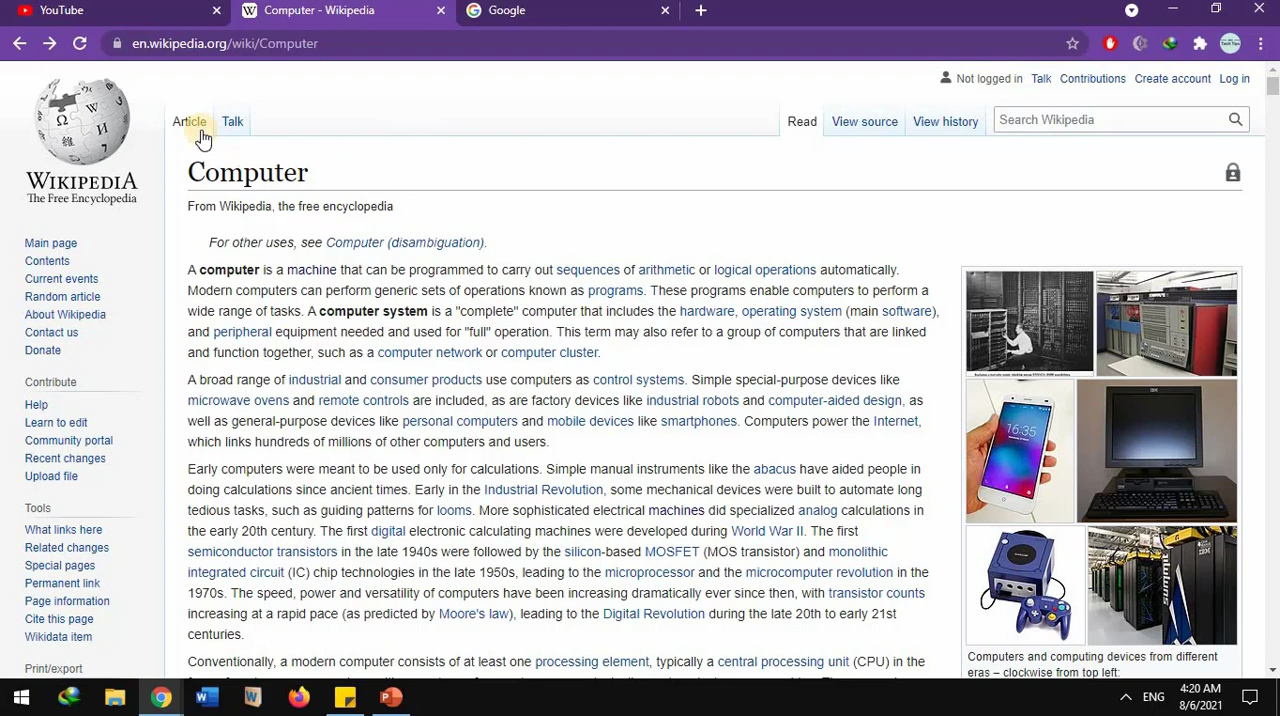 YouTube
Computer - Wikipedia
Google
en.wikipedia.org/wiki/Computer
Not logged in Talk Contributions Create account Log in
Article Talk Read View source View history Search Wikipedia
WIKIPEDIA
The Free Encyclopedia
Main page
Contents
Current events
Random article
About Wikipedia
Contact us
Donate
Contribute
Help
Learn to edit
Community portal
Recent changes
Upload file
Tools
What links here
Related changes
Special pages
Permanent link
Page information
Cite this page
Wikidata item
Print/export
Computer
From Wikipedia, the free encyclopedia
For other uses, see Computer (disambiguation).
A computer is a machine that can be programmed to carry out sequences of arithmetic or logical operations automatically.
Modern computers can perform generic sets of operations known as programs. These programs enable computers to perform a
wide range of tasks. A computer system is a "complete" computer that includes the hardware, operating system (main software),
and peripheral equipment needed and used for "full" operation. This term may also refer to a group of computers that are linked
and function together, such as a computer network or computer cluster.
A broad range of industrial and consumer products use computers as control systems. Simple special-purpose devices like
microwave ovens and remote controls are included, as are factory devices like industrial robots and computer-aided design, as
well as general-purpose devices like personal computers and mobile devices like smartphones. Computers power the Internet,
which links hundreds of millions of other computers and users.
Early computers were meant to be used only for calculations. Simple manual instruments like the abacus have aided people in
doing calculations since ancient times. Early in the Industrial Revolution, some mechanical devices were built to automate long
tedious tasks, such as guiding patterns for looms. More sophisticated electrical machines did specialized analog calculations in
the early 20th century. The first digital electronic calculating machines were developed during World War II. The first
semiconductor transistors in the late 1940s were followed by the silicon-based MOSFET (MOS transistor) and monolithic
integrated circuit (IC) chip technologies in the late 1950s, leading to the microprocessor and the microcomputer revolution in the
1970s. The speed, power and versatility of computers have been increasing dramatically ever since then, with transistor counts
increasing at a rapid pace (as predicted by Moore's law), leading to the Digital Revolution during the late 20th to early 21st
centuries.
Conventionally, a modern computer consists of at least one processing element, typically a central processing unit (CPU) in the
16:35
IBM
Computers and computing devices from different
eras – clockwise from top left:
ENG
4:20 AM
8/6/2021